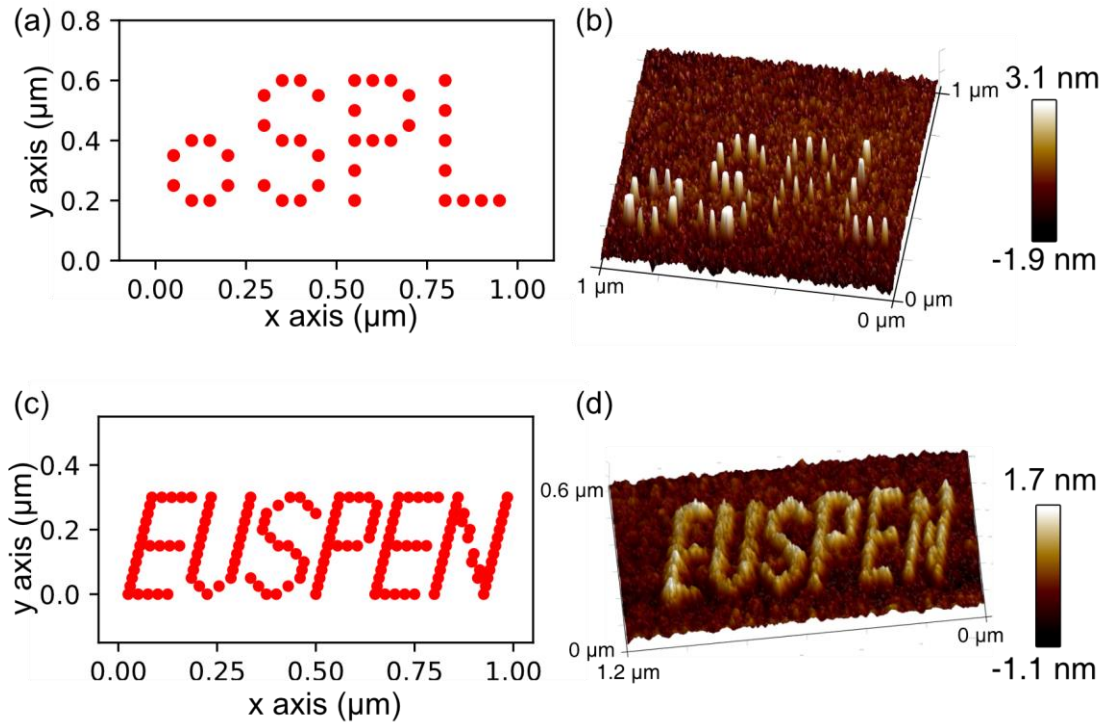 (a)
0.8
0.6
0.4
0.2
0.0
y axis (µm)
0.00 0.25 0.50 0.75 1.00
x axis (µm)
oSPL
(b)
3.1 nm
-1.9 nm
1 µm
1 µm
0 µm
0 µm
(c)
0.4
0.2
0.0
y axis (µm)
0.00 0.25 0.50 0.75 1.00
x axis (µm)
EUSPEN
(d)
1.7 nm
-1.1 nm
0.6 µm
0 µm
1.2 µm
0 µm
EUSPEN